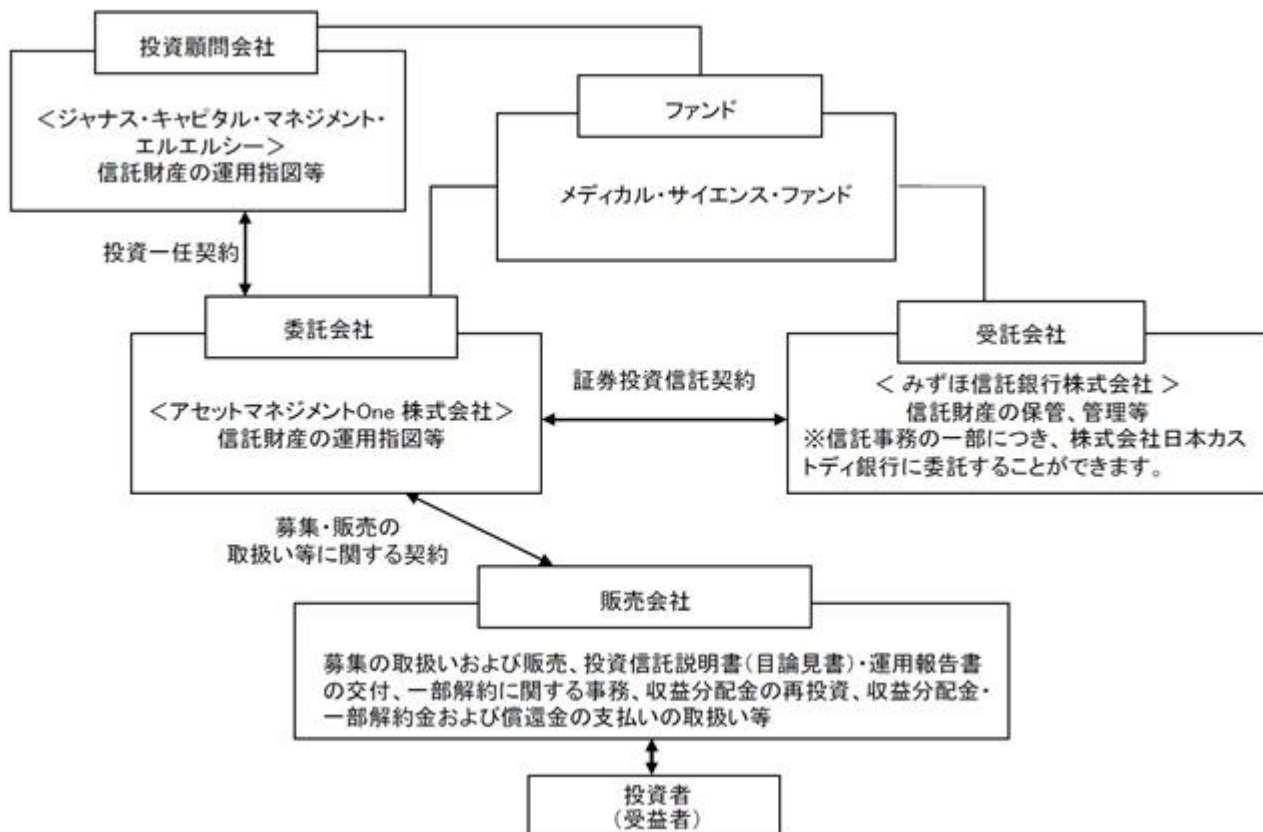 投資顧問会社
<ジャナス・キャピタル・マネジメント・
エルエルシー>
信託財産の運用指図等
ファンド
メディカル・サイエンス・ファンド
投資一任契約
委託会社
<アセットマネジメントOne 株式会社>
信託財産の運用指図等
証券投資信託契約
受託会社
< みずほ信託銀行株式会社 >
信託財産の保管、管理等
※信託事務の一部につき、株式会社日本カス
トディ銀行に委託することができます。
募集・販売の
取扱い等に関する契約
販売会社
募集の取扱いおよび販売、投資信託説明書(目論見書)・運用報告書
の交付、一部解約に関する事務、収益分配金の再投資、収益分配金・
一部解約金および償還金の支払いの取扱い等
投資者
(受益者)